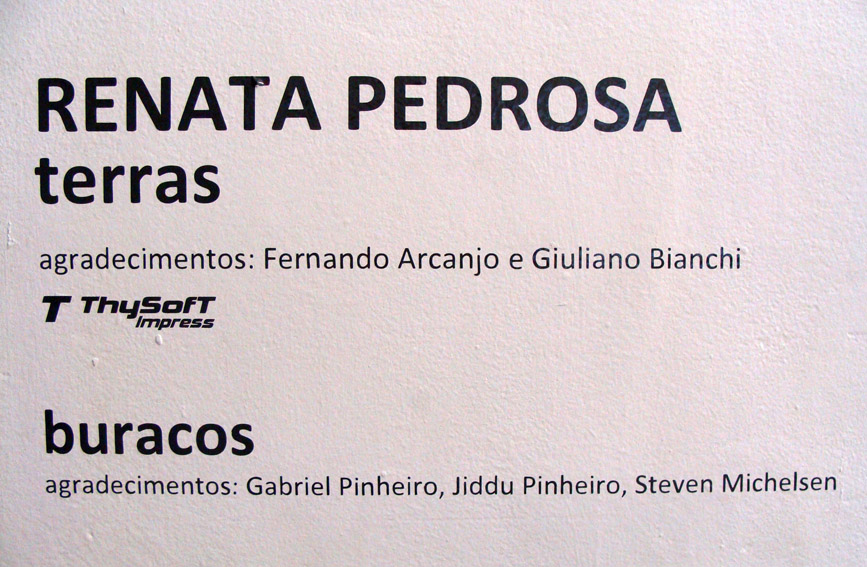 RENATA PEDROSA
terras
agradecimentos: Fernando Arcanjo e Giuliano Bianchi
T ThySoft
Impress
buracos
agradecimentos: Gabriel Pinheiro, Jiddu Pinheiro, Steven Michelsen